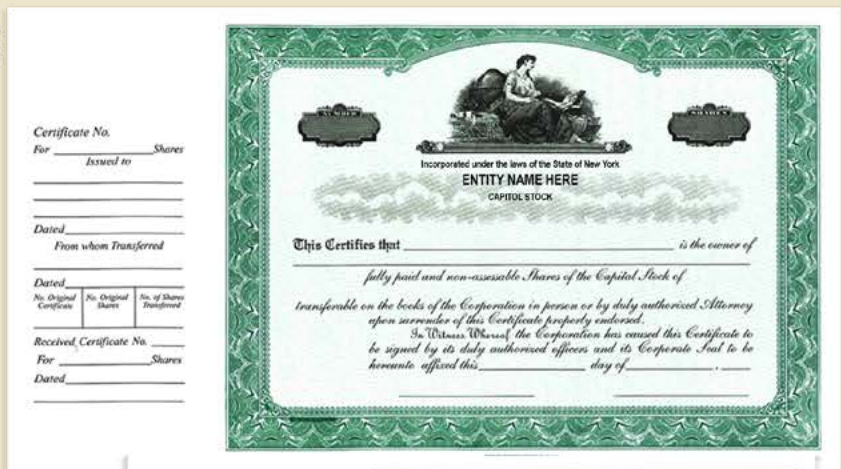 Certificate No.
For Shares
Issued to
Dated
From whom Transferred
Dated
No. Original Certificate No. Original Shares No. of Shares Transferred
Received, Certificate No.
For Shares
Dated
NUMBER
SHARES
Incorporated under the laws of the State of New York
ENTITY NAME HERE
CAPITOL STOCK
This Certifies that is the owner of
fully paid and non-assessable Shares of the Capital Stock of
transferable on the books of the Corporation in person or by duly authorized Attorney
upon surrender of this Certificate properly endorsed.
In Witness Whereof, the Corporation has caused this Certificate to
be signed by its duly authorized officers and its Corporate Seal to be
hereunto affixed this day of ,